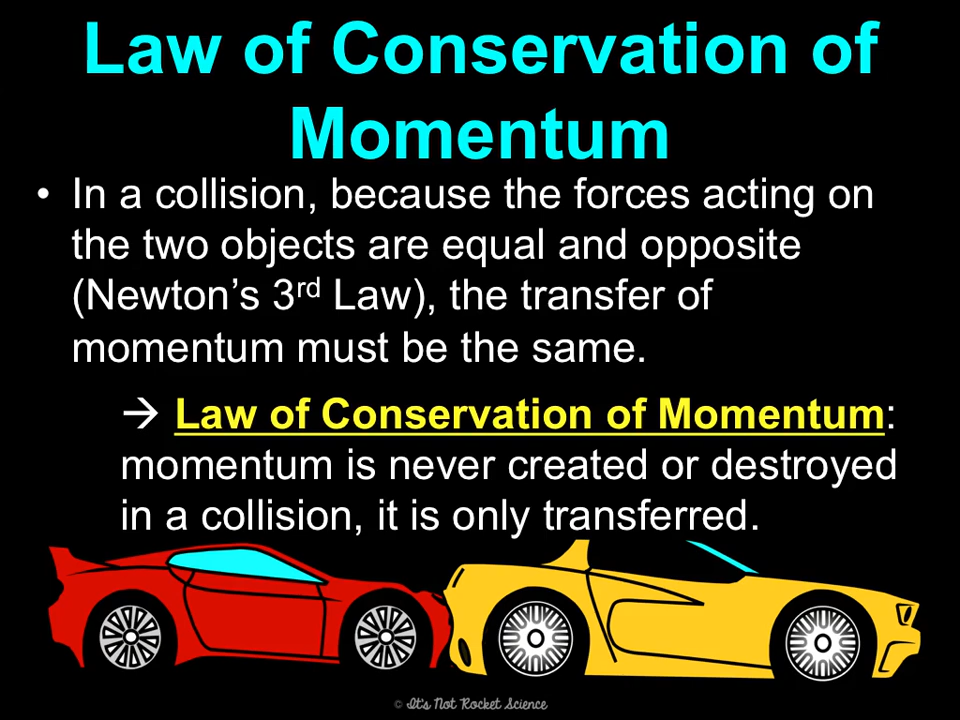 Law of Conservation of
Momentum
• In a collision, because the forces acting on
the two objects are equal and opposite
(Newton’s 3rd Law), the transfer of
momentum must be the same.
→ Law of Conservation of Momentum:
momentum is never created or destroyed
in a collision, it is only transferred.
© It's Not Rocket Science